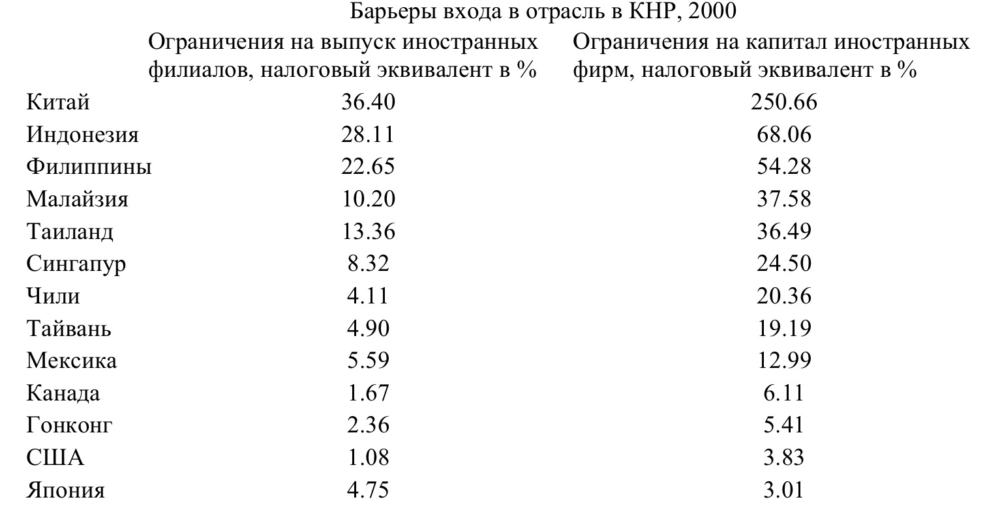 Барьеры входа в отрасль в КНР, 2000
Ограничения на выпуск иностранных Ограничения на капитал иностранных
филиалов, налоговый эквивалент в % фирм, налоговый эквивалент в %
Китай 36.40 250.66
Индонезия 28.11 68.06
Филиппины 22.65 54.28
Малайзия 10.20 37.58
Таиланд 13.36 36.49
Сингапур 8.32 24.50
Чили 4.11 20.36
Тайвань 4.90 19.19
Мексика 5.59 12.99
Канада 1.67 6.11
Гонконг 2.36 5.41
США 1.08 3.83
Япония 4.75 3.01